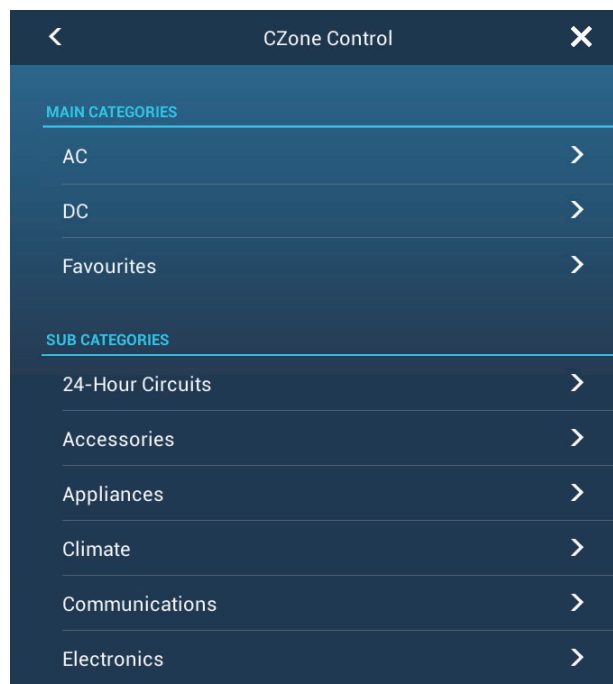 CZone Control
MAIN CATEGORIES
AC
DC
Favourites
SUB CATEGORIES
24-Hour Circuits
Accessories
Appliances
Climate
Communications
Electronics